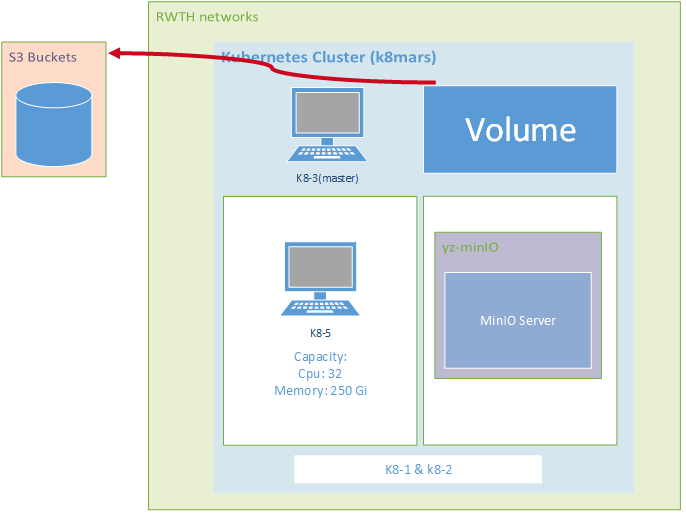 RWTH networks
S3 Buckets
Kubernetes Cluster (k8mars)
Volume
K8-3(master)
yz-minIO
MinIO Server
K8-5
Capacity:
Cpu: 32
Memory: 250 Gi
K8-1 & k8-2